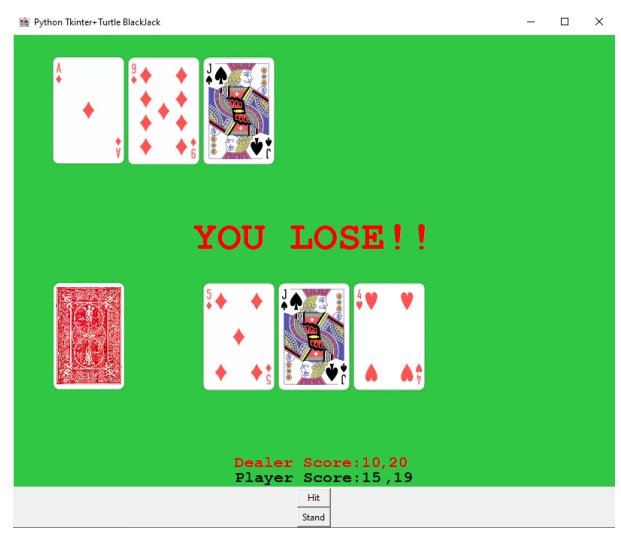 Python Tkinter+Turtle BlackJack
A 9 J
A 9 J
YOU LOSE!!
5 J 4
5 J 4
Dealer Score:10,20
Player Score:15,19
Hit
Stand